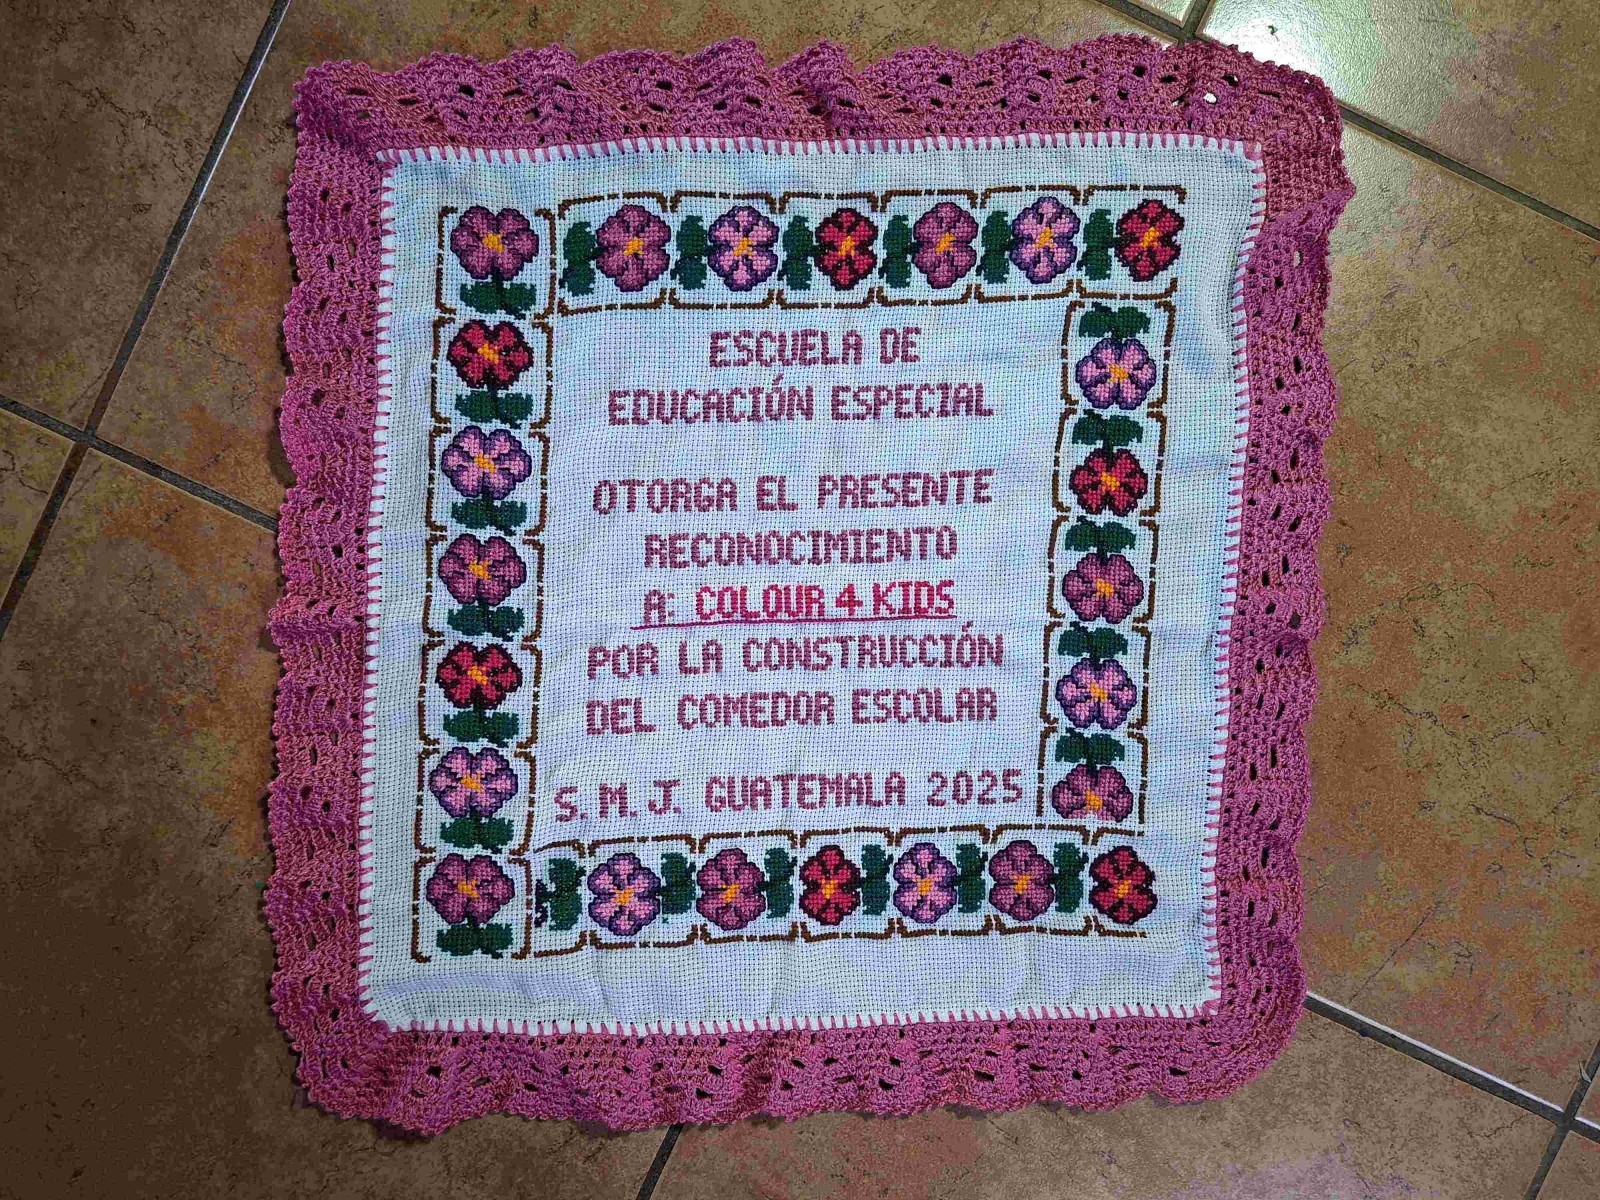 ESCUELA DE
EDUCACIÓN ESPECIAL
OTORGA EL PRESENTE
RECONOCIMIENTO
A: COLOUR 4 KIDS
POR LA CONSTRUCCIÓN
DEL COMEDOR ESCOLAR
S. M. J. GUATEMALA 2025